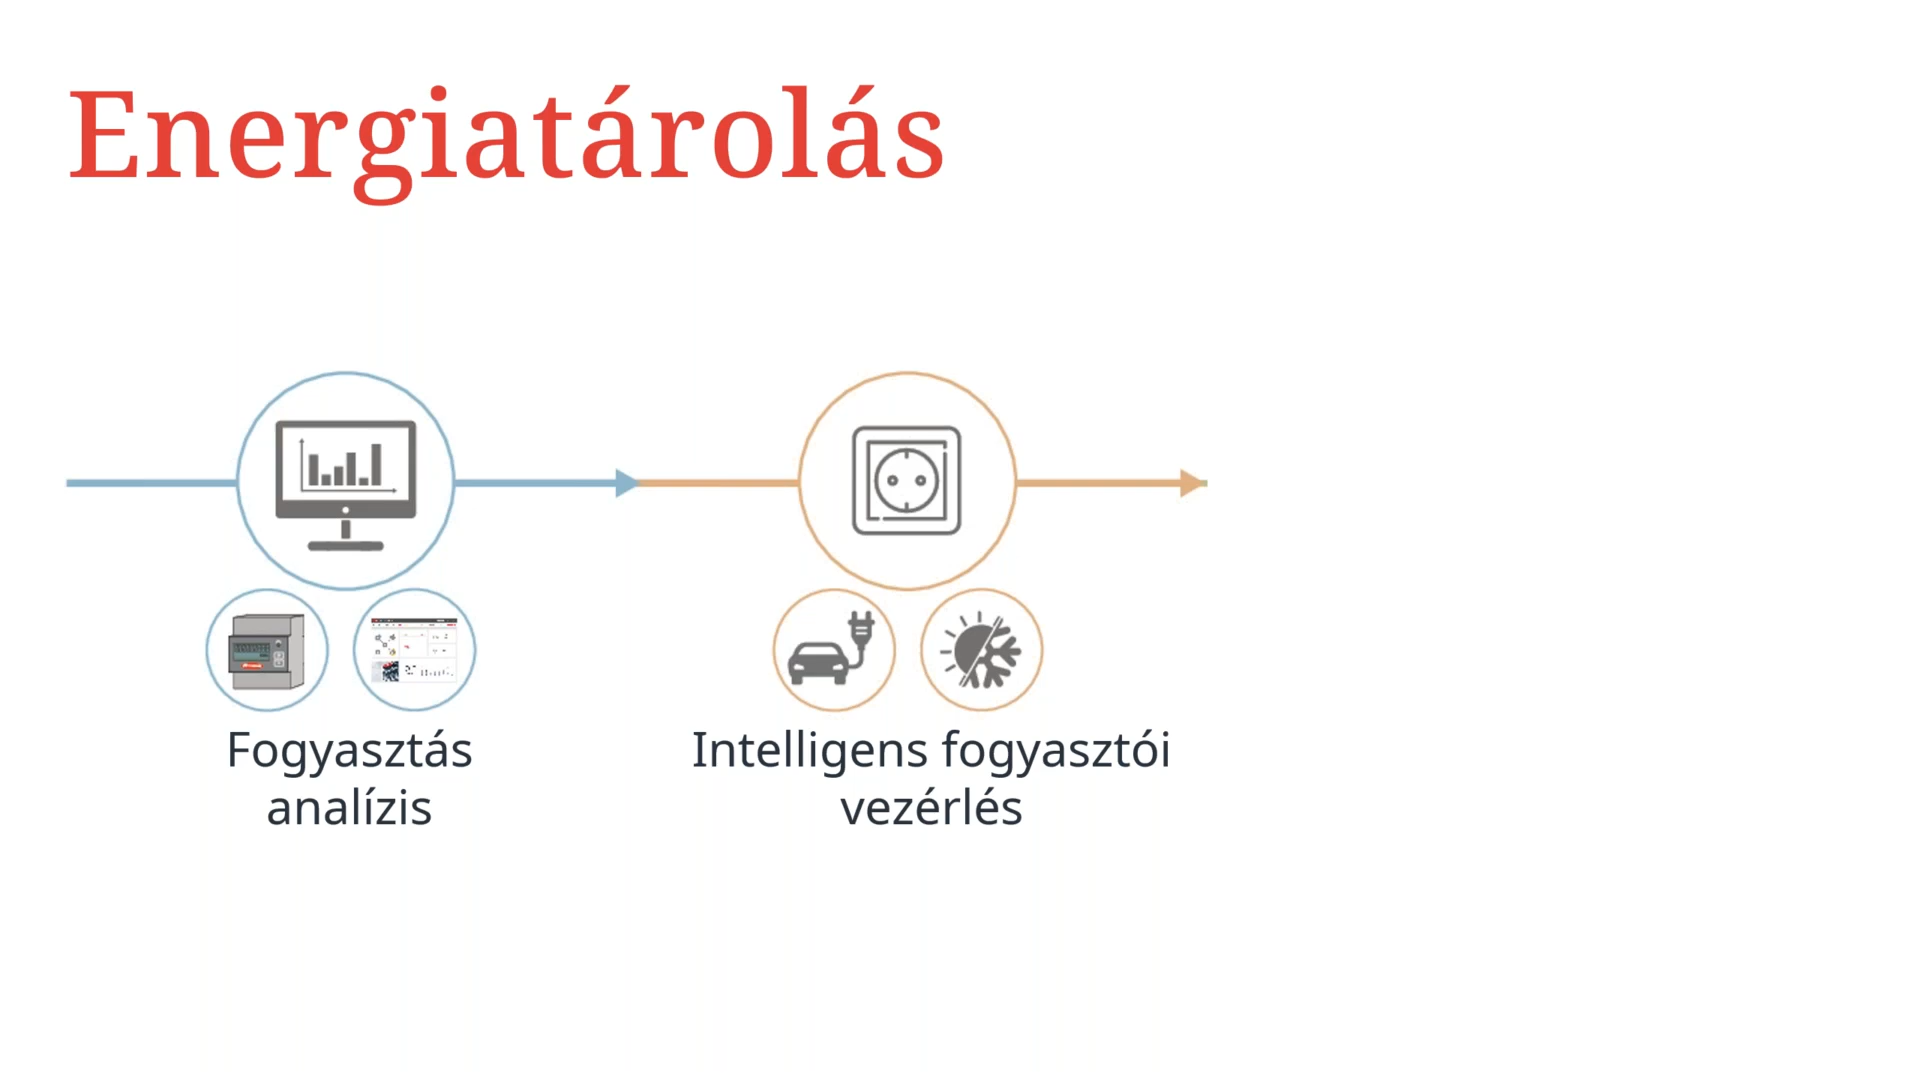 Energiatárolás
Fogyasztás
analízis
Intelligens fogyasztói
vezérlés